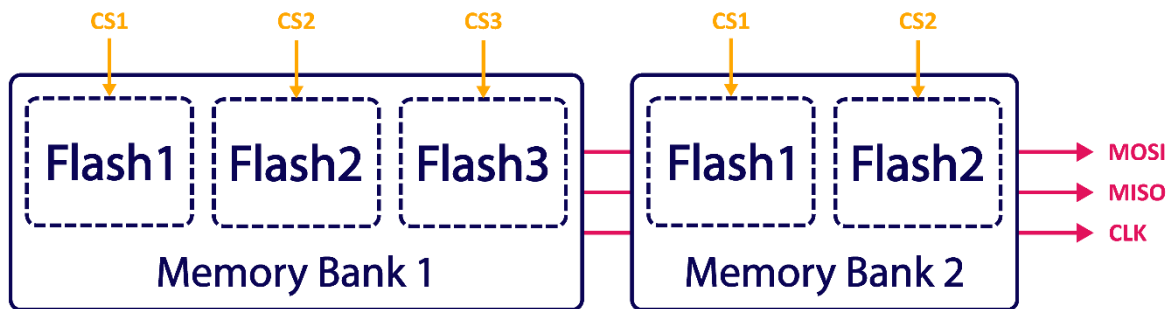 CS1 CS2 CS3 CS1 CS2
Flash1 Flash2 Flash3 Flash1 Flash2
MOSI
MISO
CLK
Memory Bank 1 Memory Bank 2